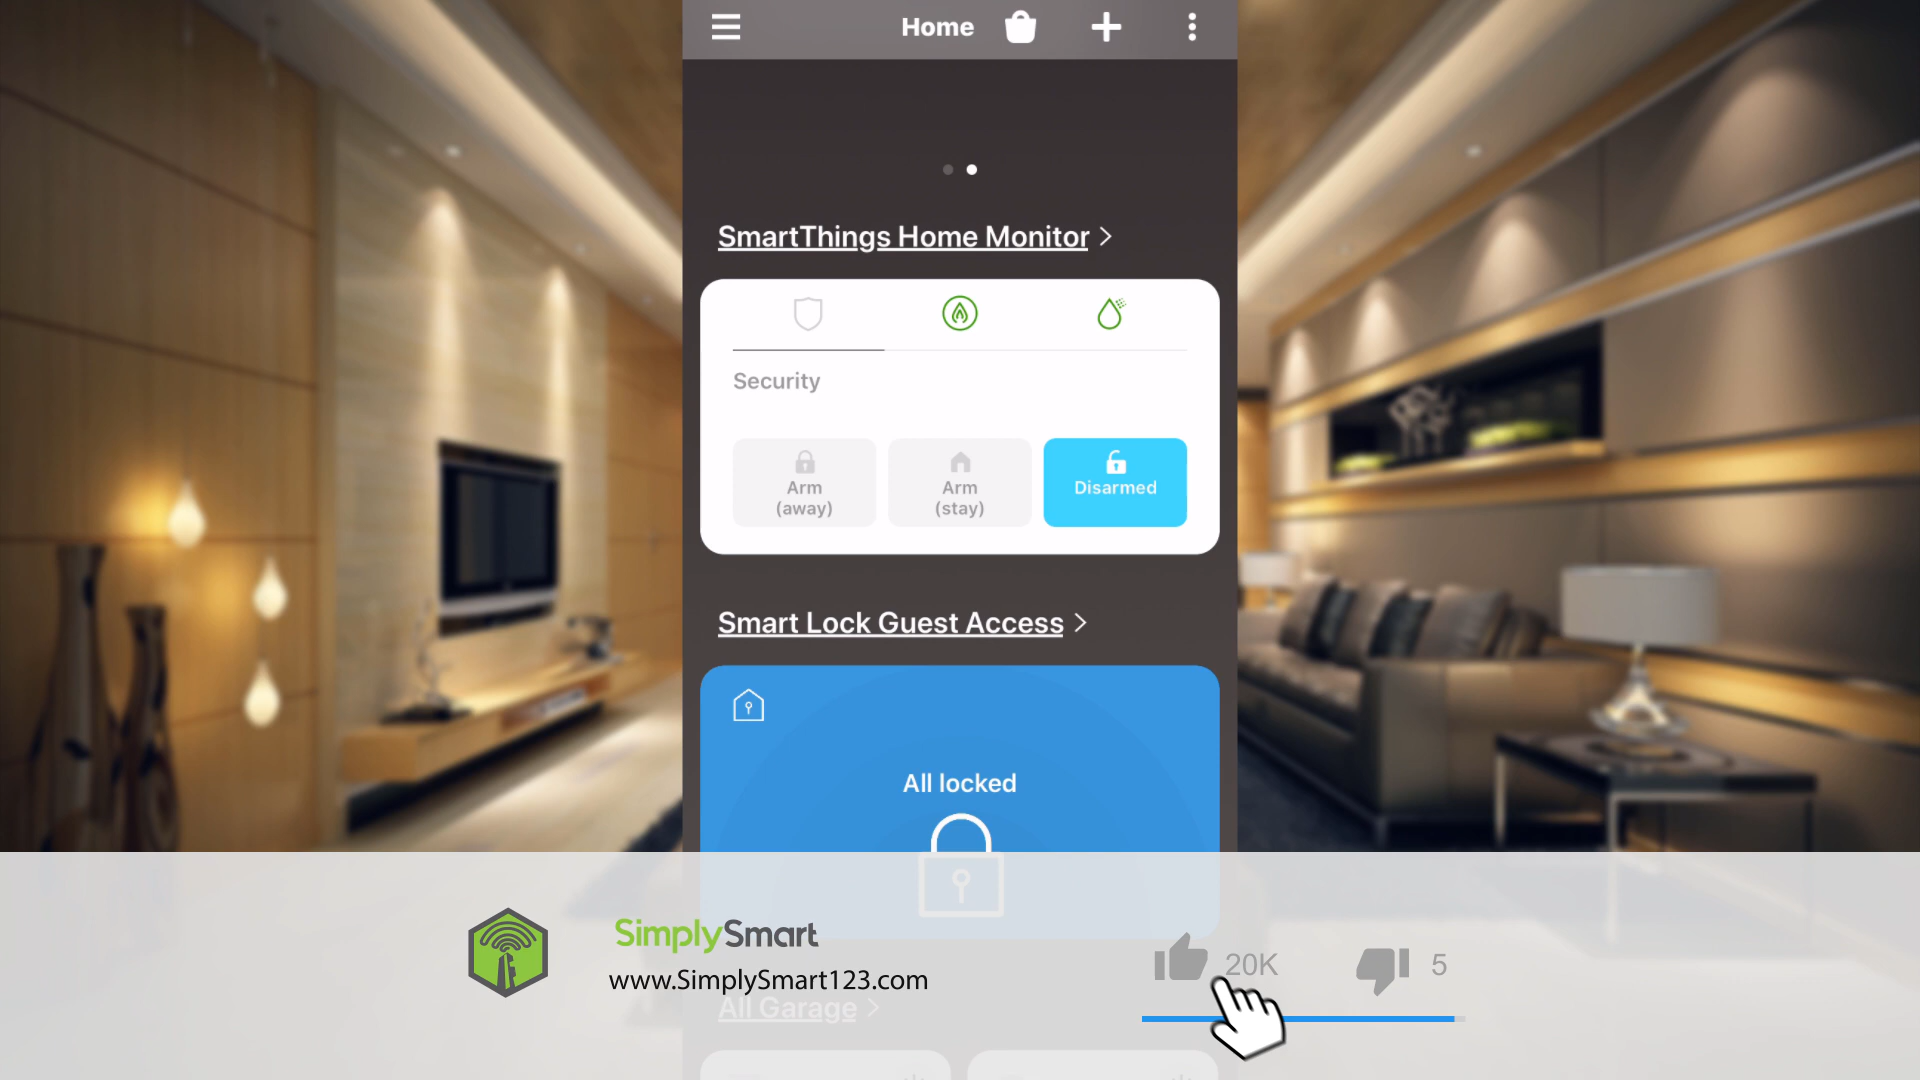 Home
SmartThings Home Monitor >
Security
Arm
(away)
Arm
(stay)
Disarmed
Smart Lock Guest Access >
All locked
SimplySmart
www.SimplySmart123.com
20K
5
All Garage >